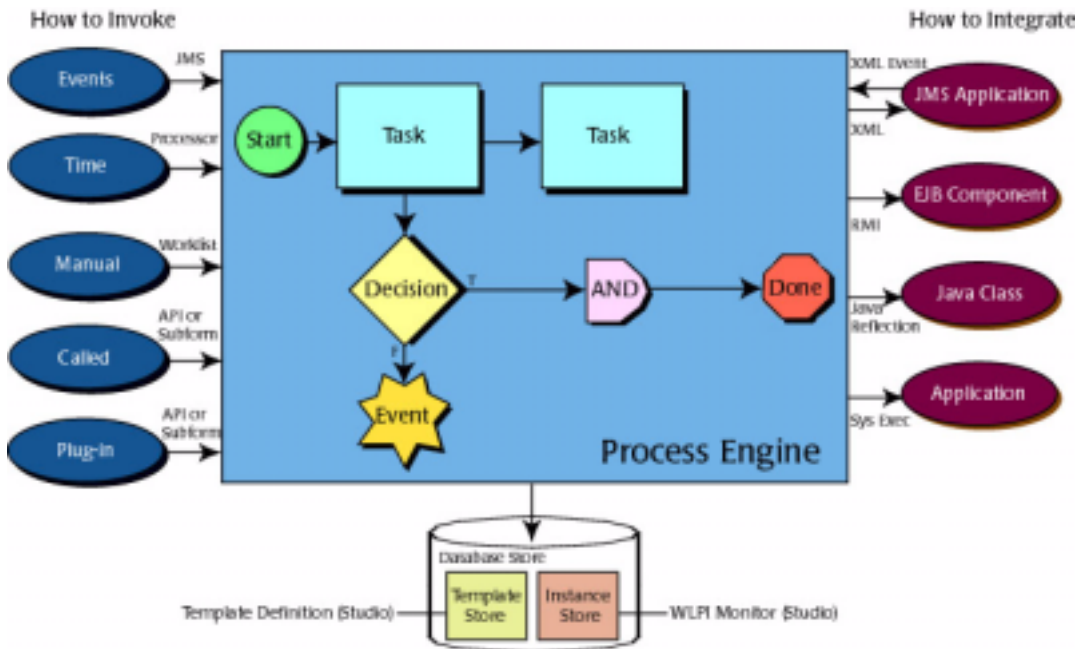 How to Invoke
How to Integrate
Events
JMS
Time
Processor
Manual
Worklist
Called
API or
Subform
Plug-in
API or
Subform
Start
Task
Task
Decision
T
AND
Done
F
Event
Process Engine
XML Event
JMS Application
XML
EJB Component
RMI
Java Class
Java
Reflection
Application
Sys Exec
Database Store
Template
Store
Instance
Store
Template Definition (Studio)
WLPI Monitor (Studio)